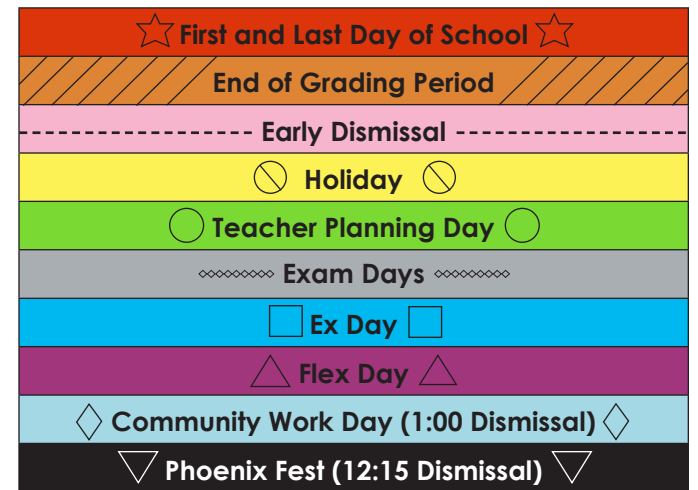 First and Last Day of School
End of Grading Period
Early Dismissal
Holiday
Teacher Planning Day
Exam Days
Ex Day
Flex Day
Community Work Day (1:00 Dismissal)
Phoenix Fest (12:15 Dismissal)